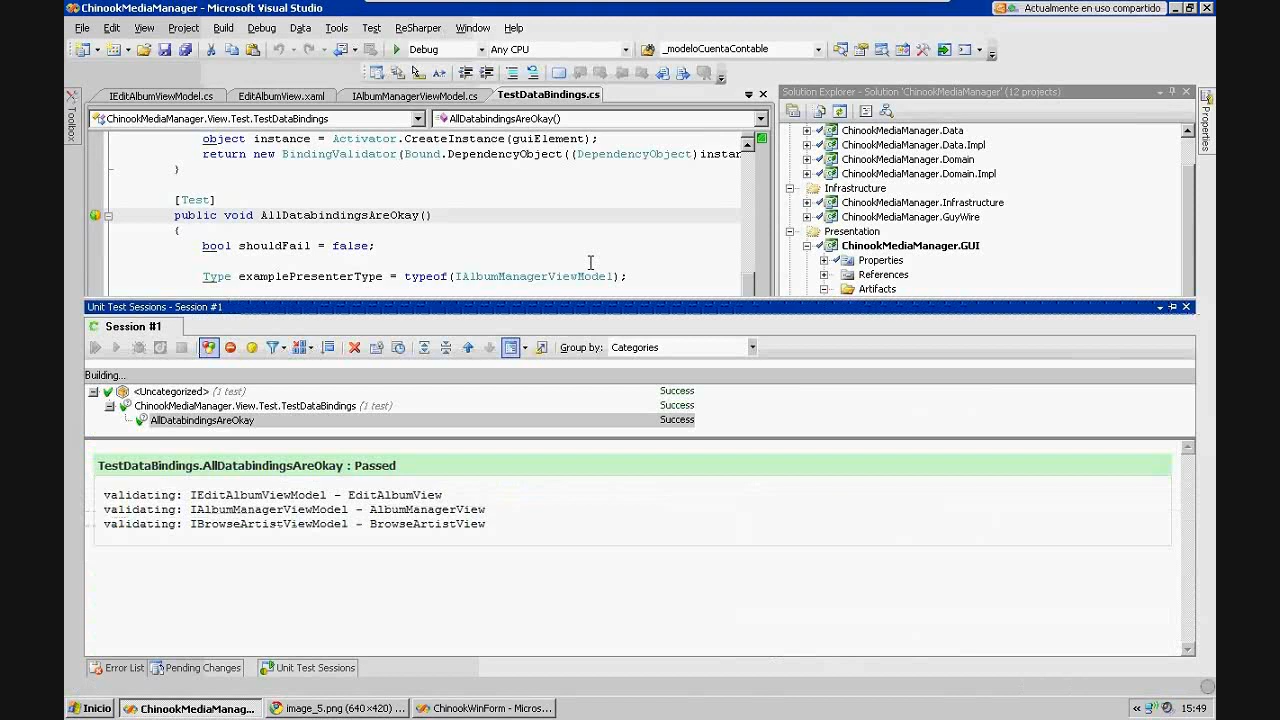 ChinookMediaManager - Microsoft Visual Studio
Actualmente en uso compartido
File Edit View Project Build Debug Data Tools Test ReSharper Window Help
Debug Any CPU _modeloCuentaContable
Toolbox
IEditAlbumViewModel.cs EditAlbumView.xaml IAlbumManagerViewModel.cs TestDataBindings.cs
ChinookMediaManager.View.Test.TestDataBindings AllDatabindingsAreOkay()
object instance = Activator.CreateInstance(guiElement);
return new BindingValidator(Bound.DependencyObject((DependencyObject)instan
}
[Test]
public void AllDatabindingsAreOkay()
{
bool shouldFail = false;
Type examplePresenterType = typeof(IAlbumManagerViewModel);
Solution Explorer - Solution 'ChinookMediaManager' (12 projects)
ChinookMediaManager.Data
ChinookMediaManager.Data.Impl
ChinookMediaManager.Domain
ChinookMediaManager.Domain.Impl
Infrastructure
ChinookMediaManager.Infrastructure
ChinookMediaManager.GuyWire
Presentation
ChinookMediaManager.GUI
Properties
References
Artifacts
Properties
Unit Test Sessions - Session #1
Session #1
Group by: Categories
Building...
<Uncategorized> (1 test) Success
ChinookMediaManager.View.Test.TestDataBindings (1 test) Success
AllDatabindingsAreOkay Success
TestDataBindings.AllDatabindingsAreOkay : Passed
validating: IEditAlbumViewModel - EditAlbumView
validating: IAlbumManagerViewModel - AlbumManagerView
validating: IBrowseArtistViewModel - BrowseArtistView
Error List Pending Changes Unit Test Sessions
Inicio ChinookMediaManag... image_5.png (640×420) ... ChinookWinForm - Micros... « 15:49